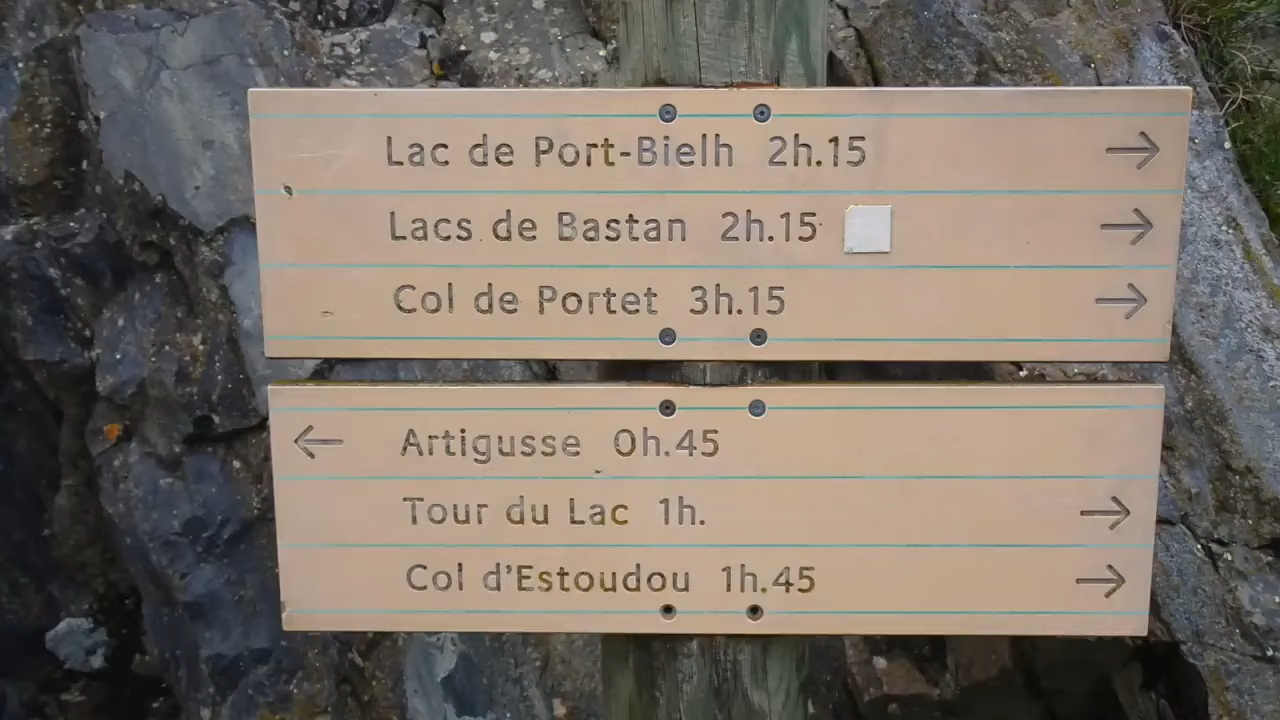 Lac de Port-Bielh 2h.15 →
Lacs de Bastan 2h.15 →
Col de Portet 3h.15 →
← Artigusse 0h.45
Tour du Lac 1h. →
Col d'Estoudou 1h.45 →